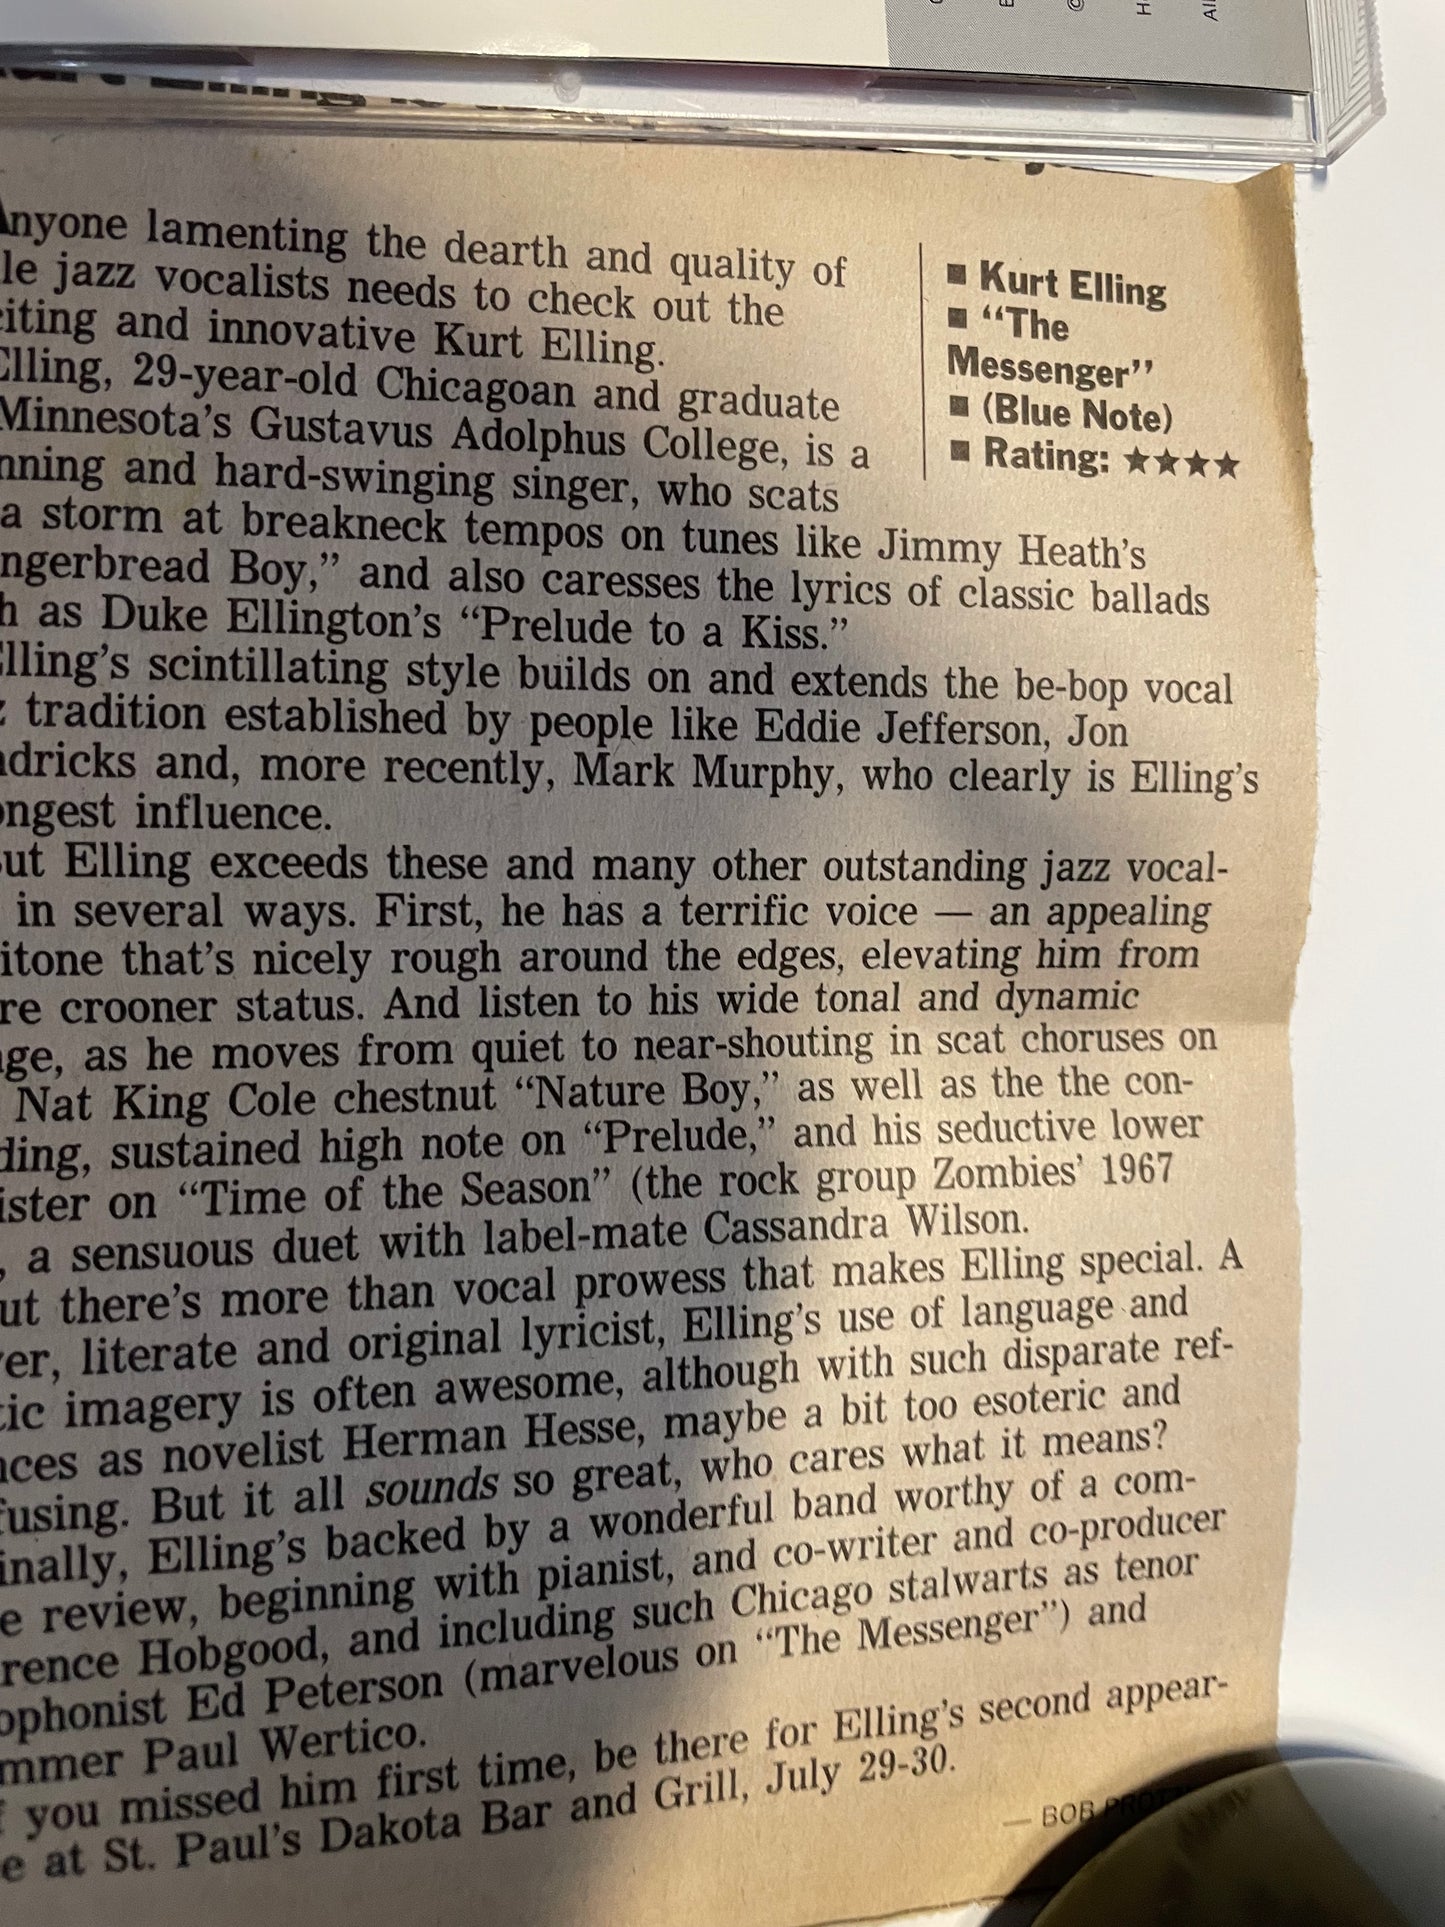 Anyone lamenting the dearth and quality of
le jazz vocalists needs to check out the
iting and innovative Kurt Elling.
Elling, 29-year-old Chicagoan and graduate
Minnesota's Gustavus Adolphus College, is a
nning and hard-swinging singer, who scats
a storm at breakneck tempos on tunes like Jimmy Heath's
ngerbread Boy,” and also caresses the lyrics of classic ballads
h as Duke Ellington's “Prelude to a Kiss.”
Elling's scintillating style builds on and extends the be-bop vocal
z tradition established by people like Eddie Jefferson, Jon
ndricks and, more recently, Mark Murphy, who clearly is Elling's
ongest influence.
But Elling exceeds these and many other outstanding jazz vocal-
in several ways. First, he has a terrific voice — an appealing
itone that's nicely rough around the edges, elevating him from
re crooner status. And listen to his wide tonal and dynamic
nge, as he moves from quiet to near-shouting in scat choruses on
Nat King Cole chestnut “Nature Boy,” as well as the the con-
ding, sustained high note on “Prelude,” and his seductive lower
ister on “Time of the Season” (the rock group Zombies' 1967
, a sensuous duet with label-mate Cassandra Wilson.
ut there's more than vocal prowess that makes Elling special. A
ver, literate and original lyricist, Elling's use of language and
tic imagery is often awesome, although with such disparate ref-
nces as novelist Herman Hesse, maybe a bit too esoteric and
fusing. But it all sounds so great, who cares what it means?
inally, Elling's backed by a wonderful band worthy of a com-
e review, beginning with pianist, and co-writer and co-producer
rence Hobgood, and including such Chicago stalwarts as tenor
ophonist Ed Peterson (marvelous on “The Messenger”) and
mmer Paul Wertico.
f you missed him first time, be there for Elling's second appear-
e at St. Paul's Dakota Bar and Grill, July 29-30.
— BOB
■ Kurt Elling
■ “The
Messenger”
■ (Blue Note)
■ Rating: ★★★★